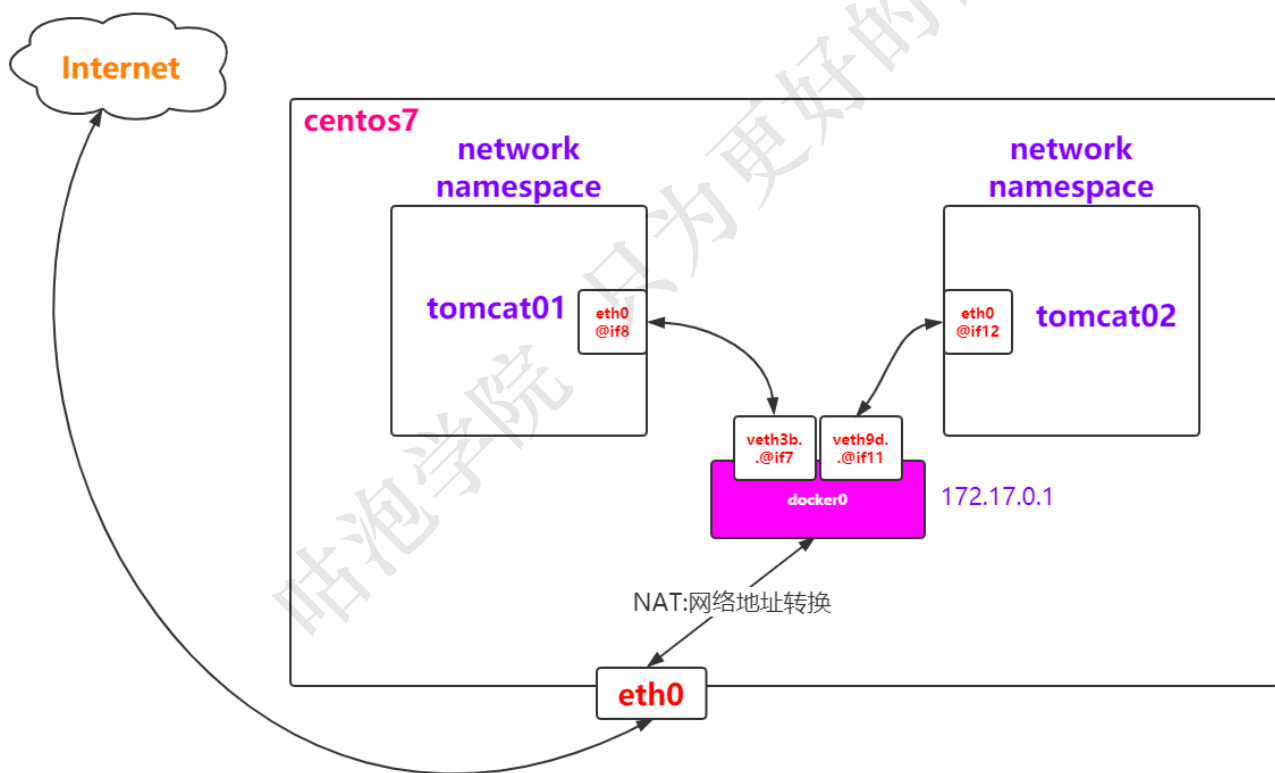 Internet
centos7
network
namespace
network
namespace
tomcat01
eth0
@if8
eth0
@if12
tomcat02
veth3b.
.@if7
veth9d.
.@if11
docker0
172.17.0.1
NAT:网络地址转换
eth0
咕泡学院 只为更好的